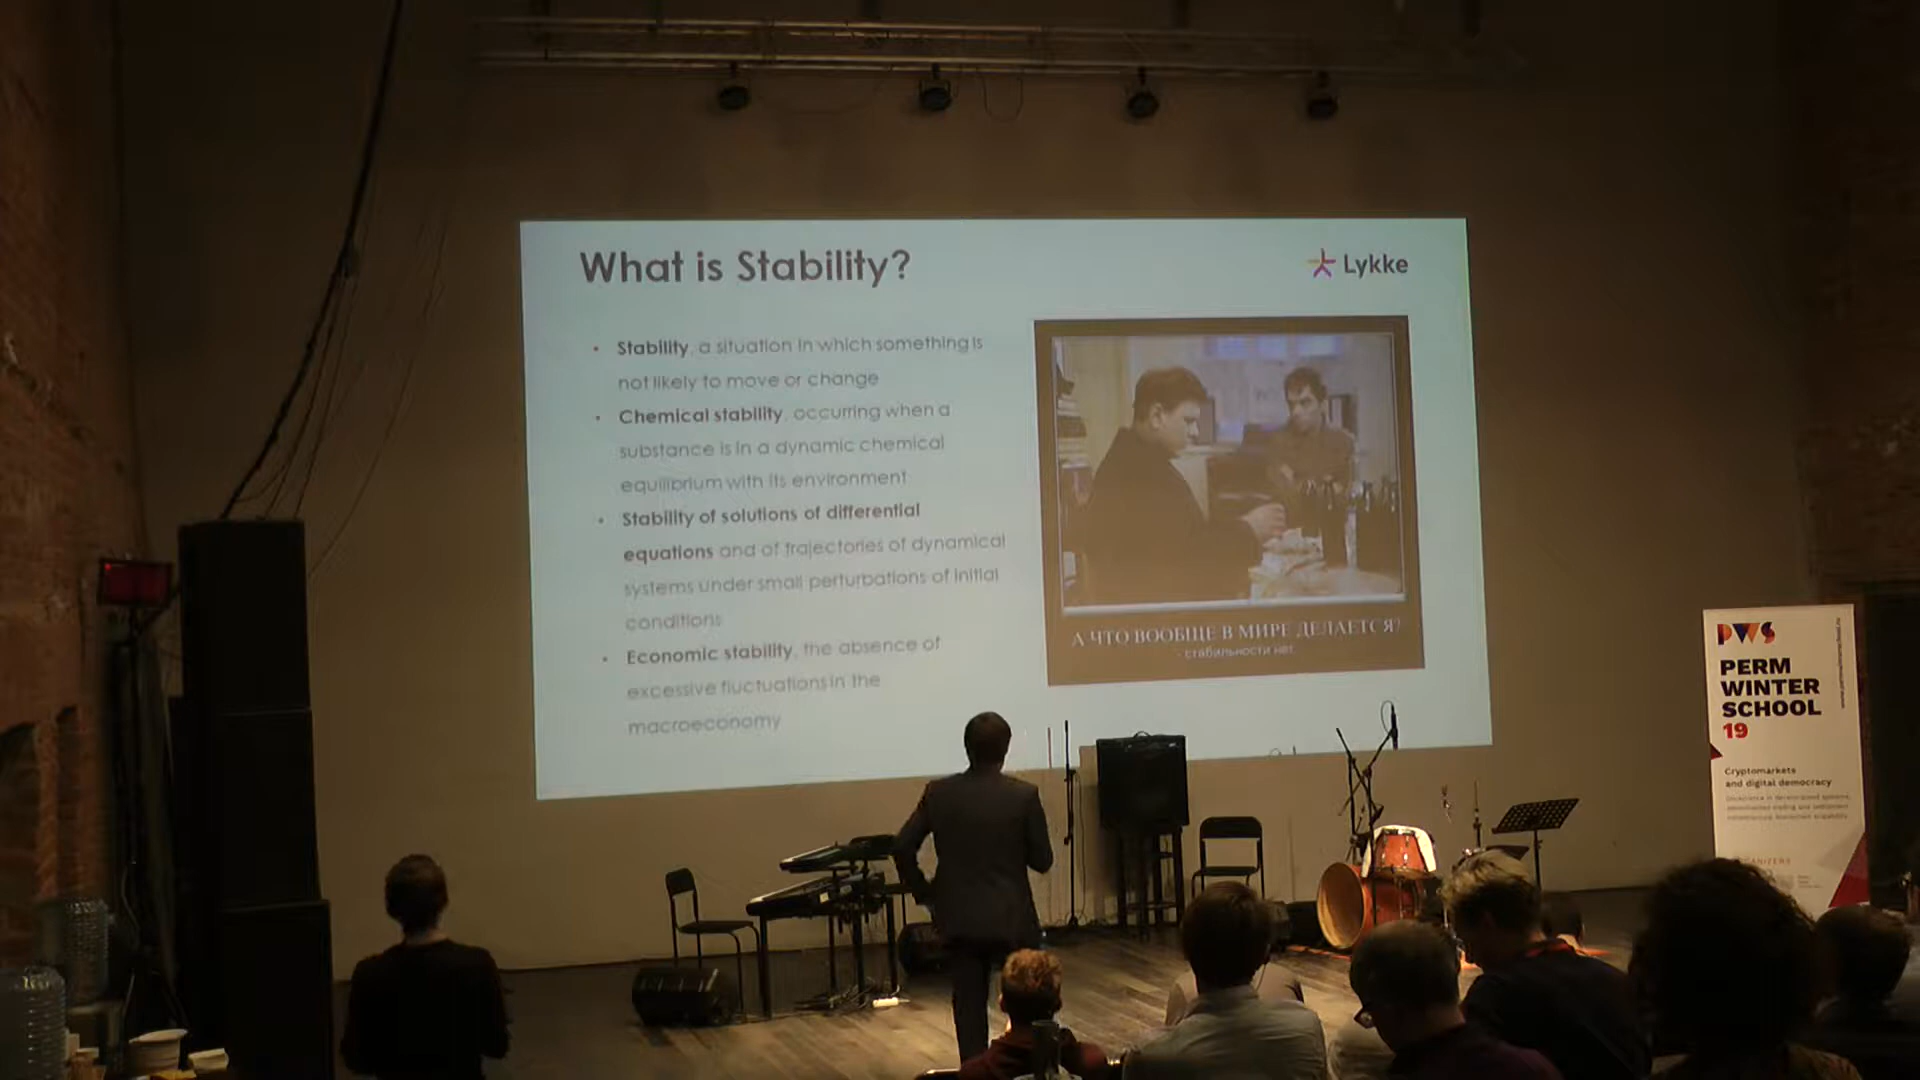 What is Stability?
Lykke
• Stability, a situation in which something is
not likely to move or change
• Chemical stability, occurring when a
substance is in a dynamic chemical
equilibrium with its environment
• Stability of solutions of differential
equations and of trajectories of dynamical
systems under small perturbations of initial
conditions
• Economic stability, the absence of
excessive fluctuations in the
macroeconomy
А ЧТО ВООБЩЕ В МИРЕ ДЕЛАЕТСЯ?
- стабильности нет.
PWS
PERM
WINTER
SCHOOL
19
Cryptomarkets
and digital democracy